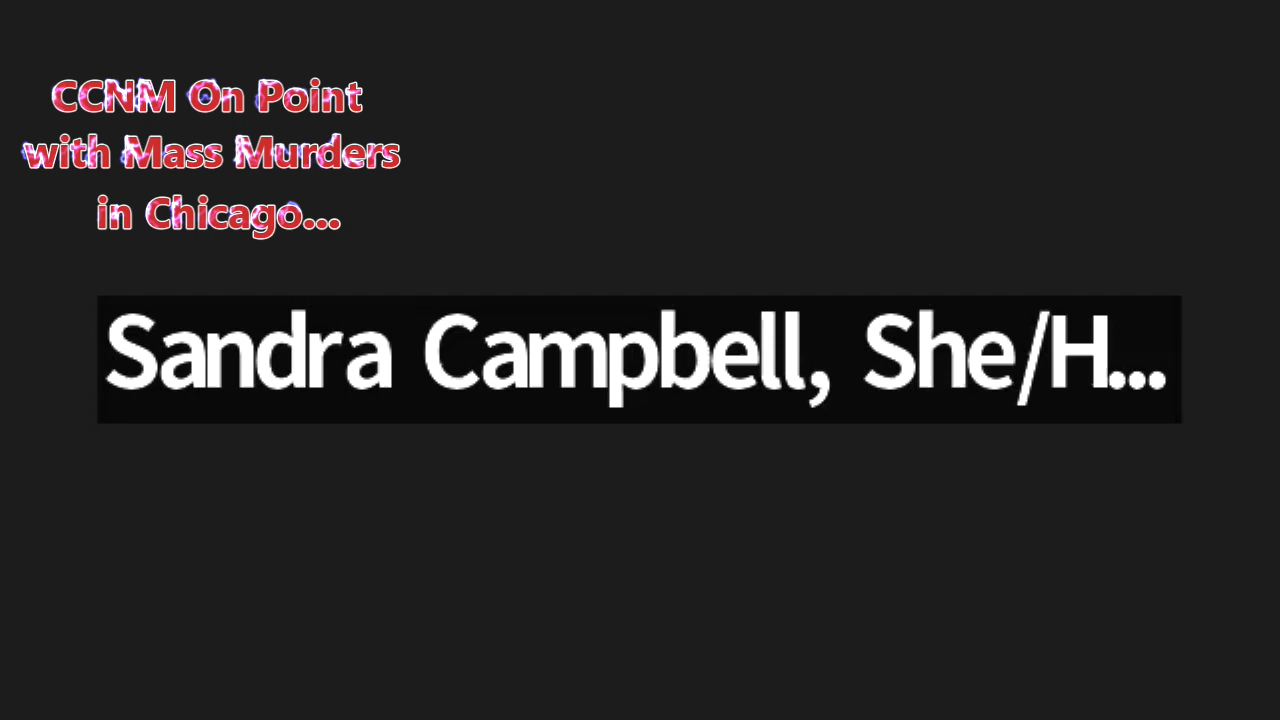 CCNM On Point
with Mass Murders
in Chicago...
Sandra Campbell, She/H...